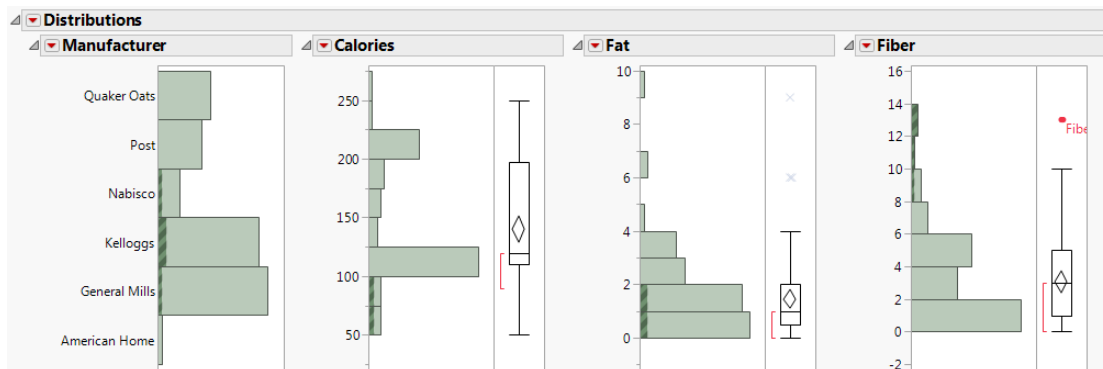 Distributions
Manufacturer
Quaker Oats
Post
Nabisco
Kelloggs
General Mills
American Home
Calories
250
200
150
100
50
Fat
10
8
6
4
2
0
Fiber
16
14
12
10
8
6
4
2
0
-2
Fibe